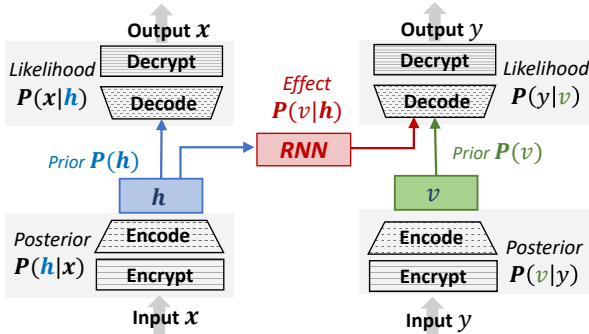 Output x
Output y
Decrypt
Decrypt
Likelihood
P(x|h)
Decode
Effect
P(v|h)
Decode
Likelihood
P(y|v)
Prior P(h)
RNN
Prior P(v)
h
v
Posterior
P(h|x)
Encode
Encode
Posterior
P(v|y)
Encrypt
Encrypt
Input x
Input y